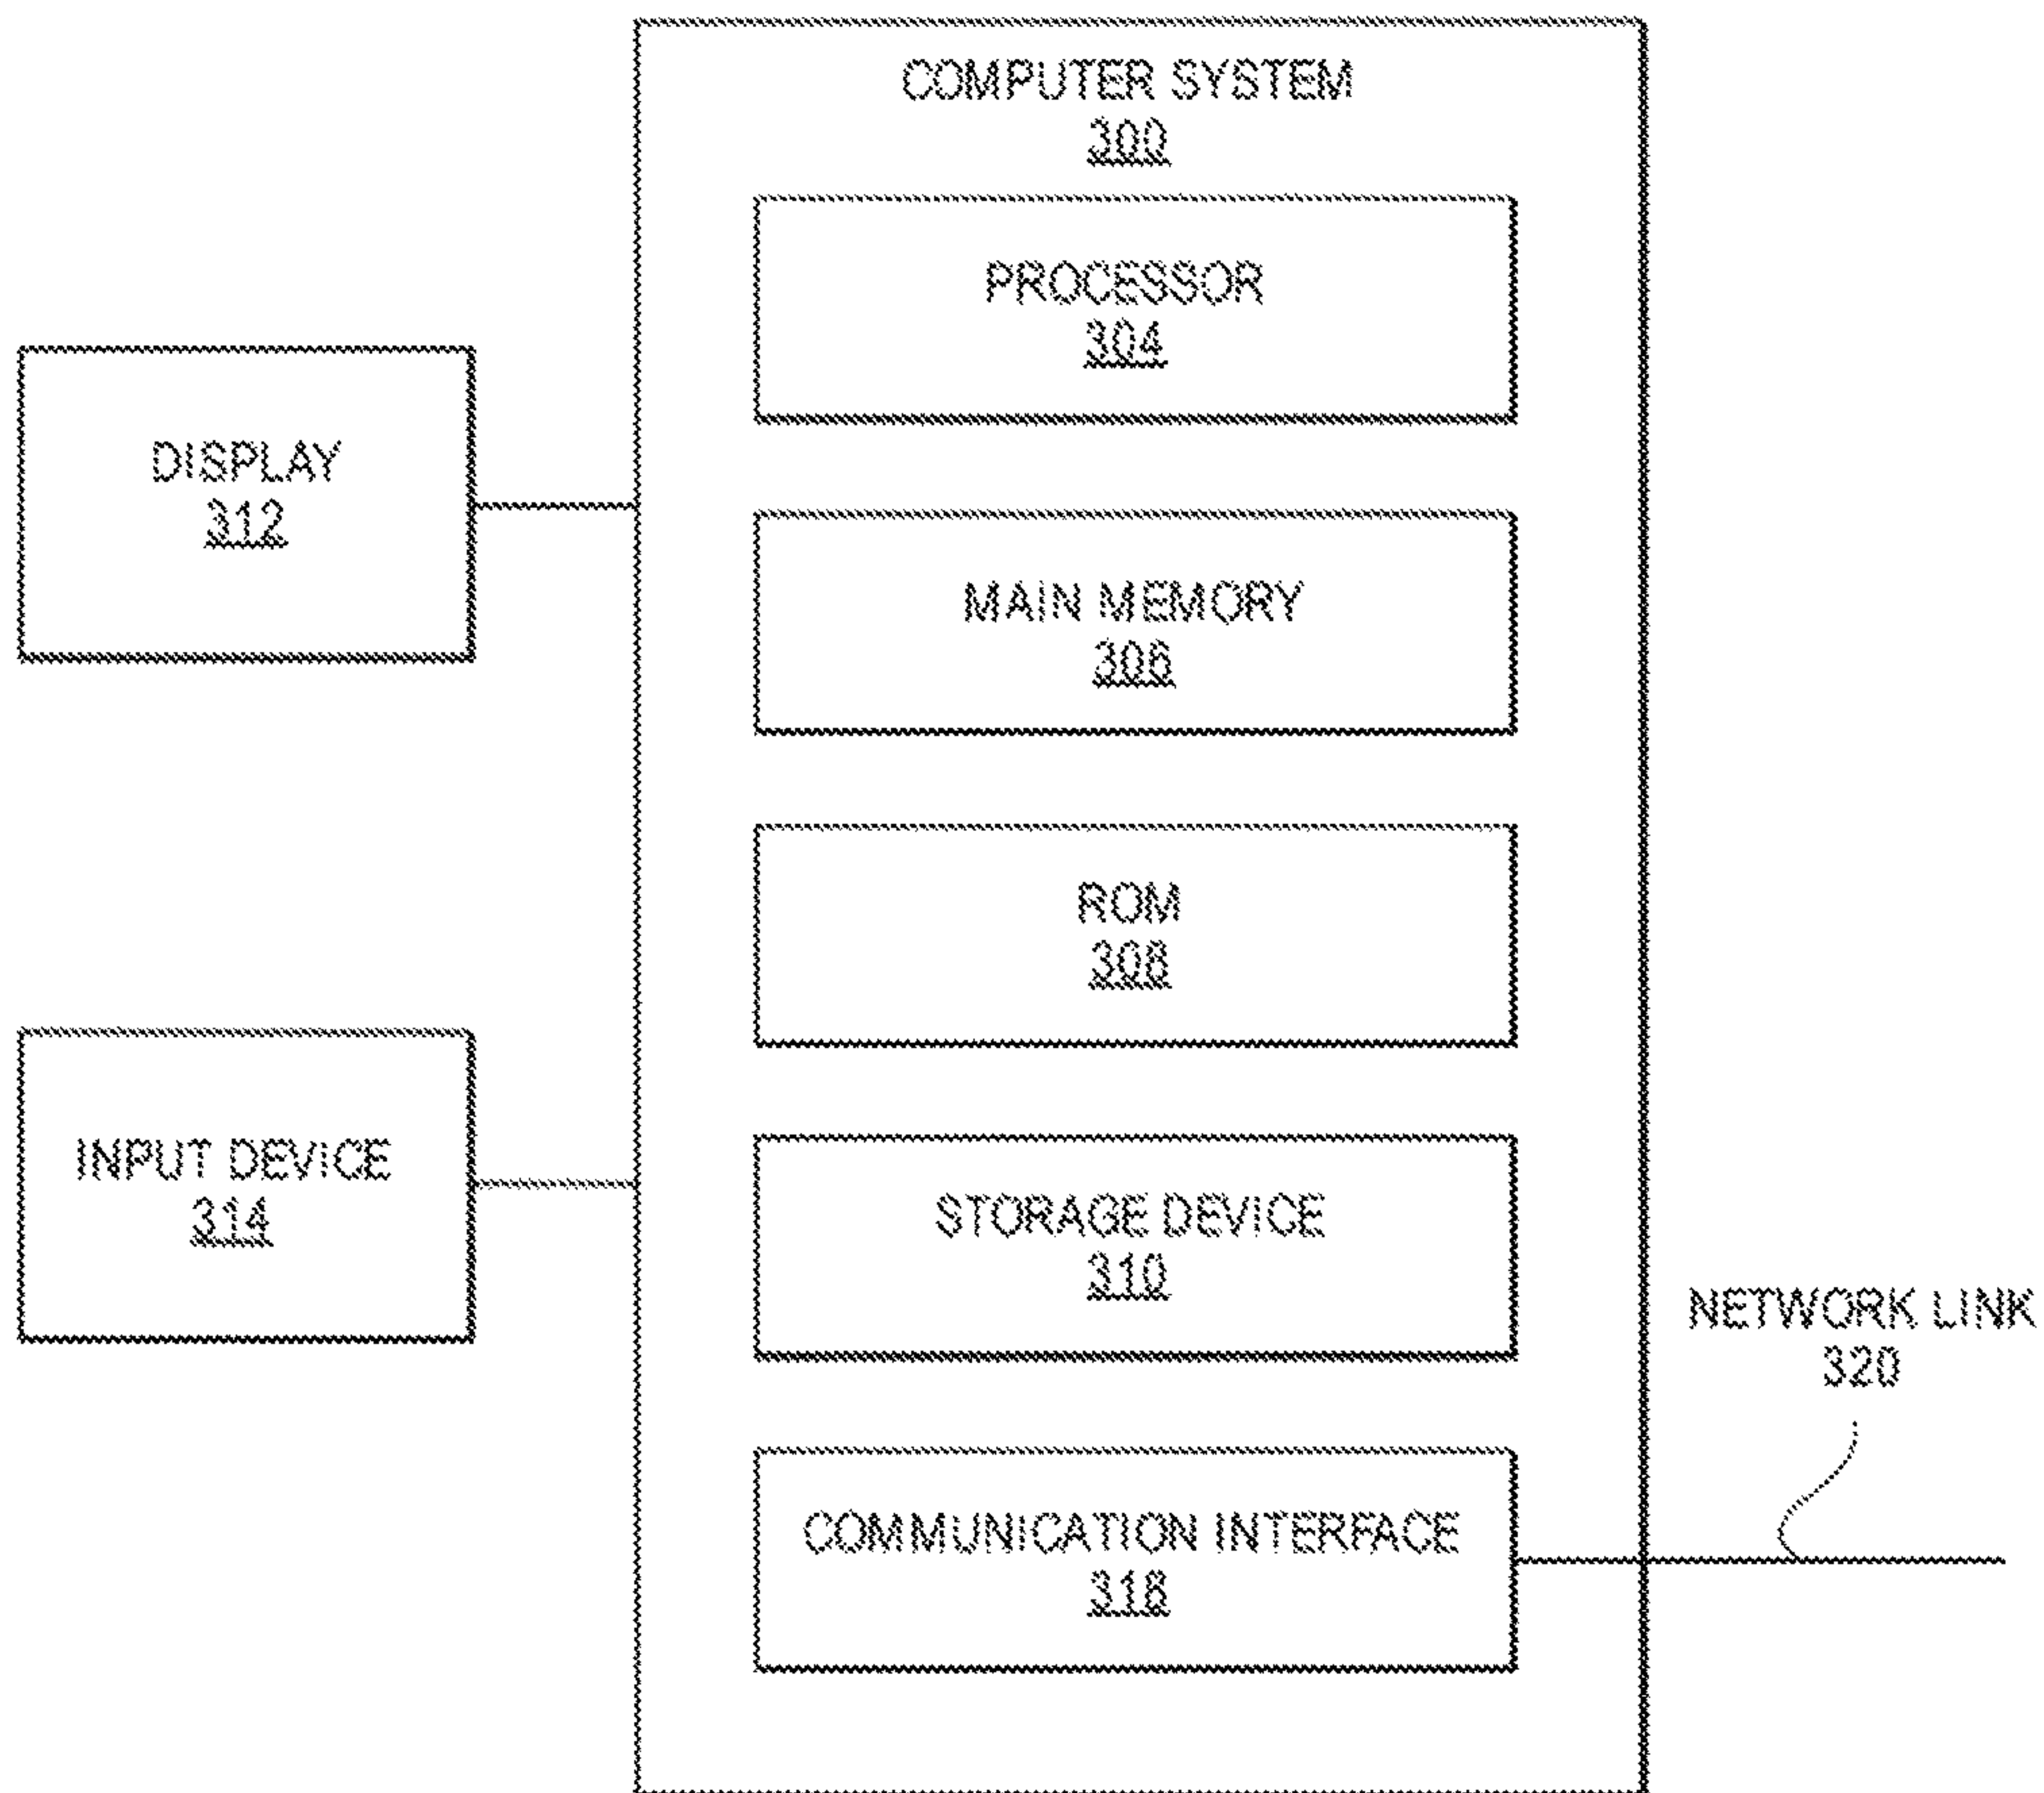 COMPUTER SYSTEM
300
PROCESSOR
304
DISPLAY
312
MAIN MEMORY
306
ROM
308
INPUT DEVICE
314
STORAGE DEVICE
310
NETWORK LINK
320
COMMUNICATION INTERFACE
318